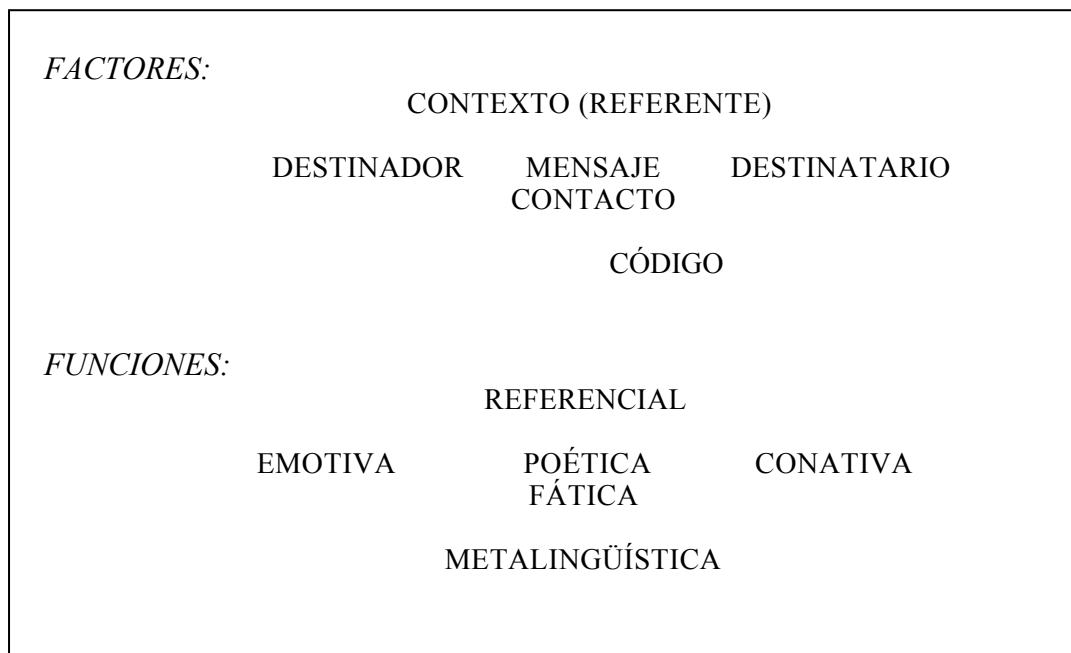 FACTORES:
CONTEXTO (REFERENTE)
DESTINADOR MENSAJE DESTINATARIO
CONTACTO
CÓDIGO
FUNCIONES:
REFERENCIAL
EMOTIVA POÉTICA CONATIVA
FÁTICA
METALINGÜÍSTICA